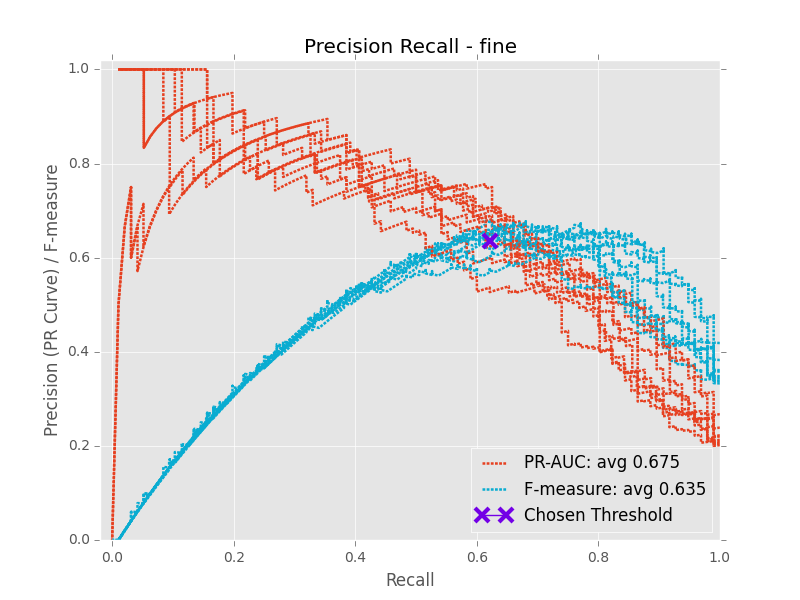 Precision Recall - fine
1.0
0.8
0.6
0.4
0.2
0.0
Precision (PR Curve) / F-measure
PR-AUC: avg 0.675
F-measure: avg 0.635
Chosen Threshold
0.0 0.2 0.4 0.6 0.8 1.0
Recall